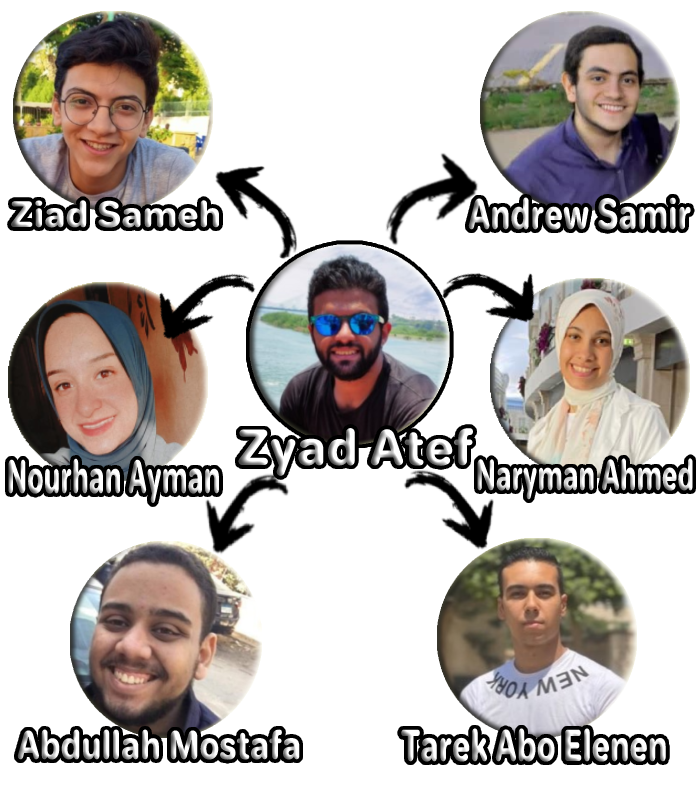 Ziad Sameh
Andrew Samir
Nourhan Ayman
Zyad Atef
Naryman Ahmed
Abdullah Mostafa
NEW YORK
Tarek Abo Elenen